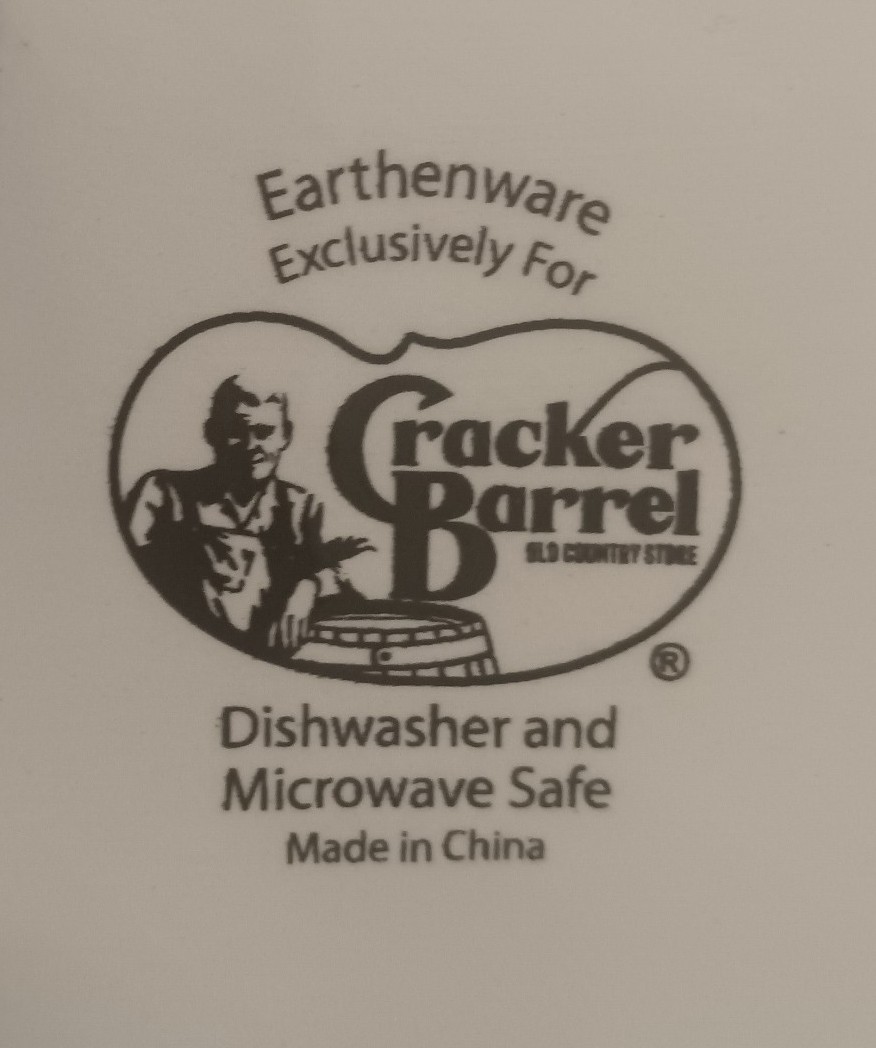 Earthenware
Exclusively For
Cracker
Barrel
OLD COUNTRY STORE
®
Dishwasher and
Microwave Safe
Made in China